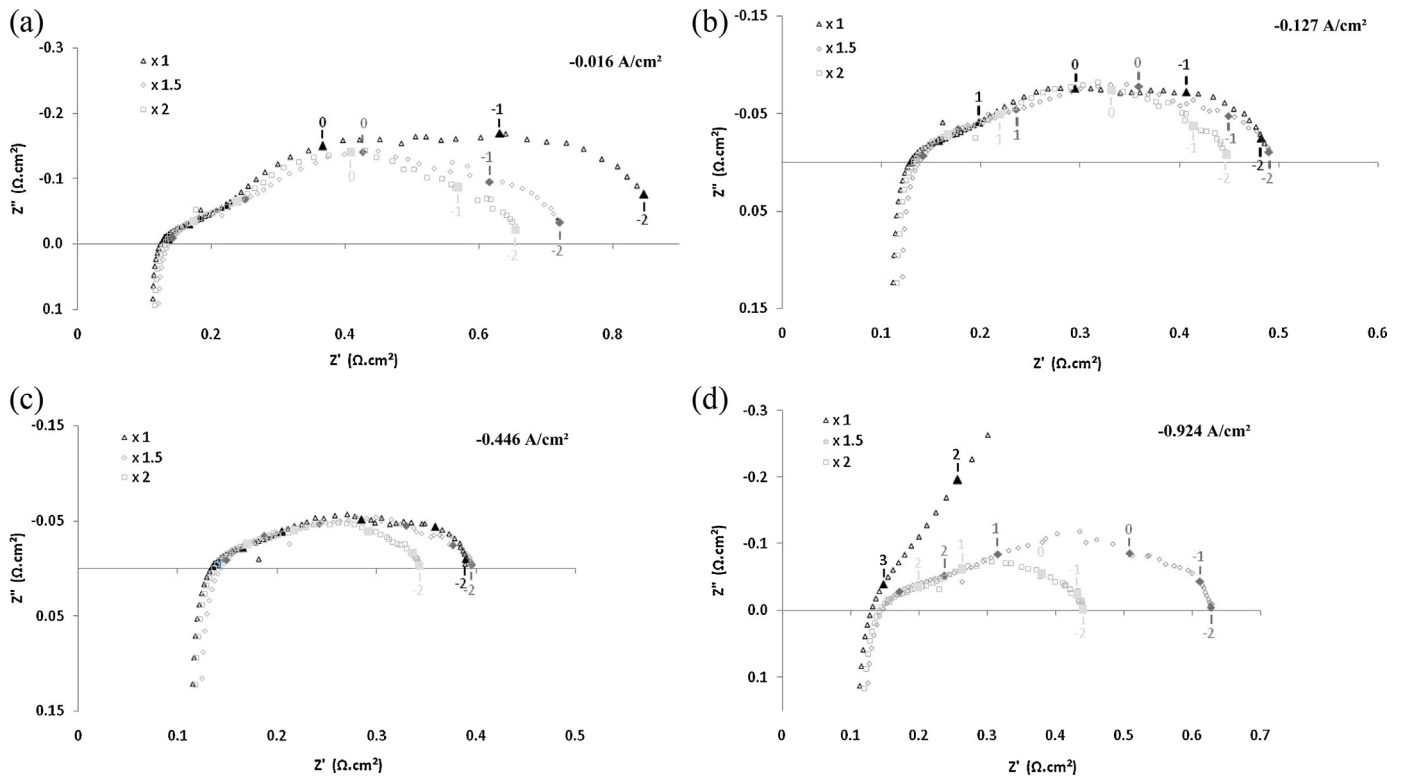 (a)
-0.3
-0.2
-0.1
0.0
0.1
Z'' (Ω.cm²)
x 1
x 1.5
x 2
-0.016 A/cm²
0
0
0
-1
-1
-1
-2
-2
-2
0
0.2
0.4
0.6
0.8
Z' (Ω.cm²)
(b)
-0.15
-0.05
0.05
0.15
Z'' (Ω.cm²)
x 1
x 1.5
x 2
-0.127 A/cm²
1
1
1
0
0
0
-1
-1
-1
-2
-2
-2
0
0.1
0.2
0.3
0.4
0.5
0.6
Z' (Ω.cm²)
(c)
-0.15
-0.05
0.05
0.15
Z'' (Ω.cm²)
x 1
x 1.5
x 2
-0.446 A/cm²
-2
-2
-2
0
0.1
0.2
0.3
0.4
0.5
Z' (Ω.cm²)
(d)
-0.3
-0.2
-0.1
0.0
0.1
Z'' (Ω.cm²)
x 1
x 1.5
x 2
-0.924 A/cm²
3
2
2
2
1
1
0
0
-1
-1
-2
-2
0
0.1
0.2
0.3
0.4
0.5
0.6
0.7
Z' (Ω.cm²)